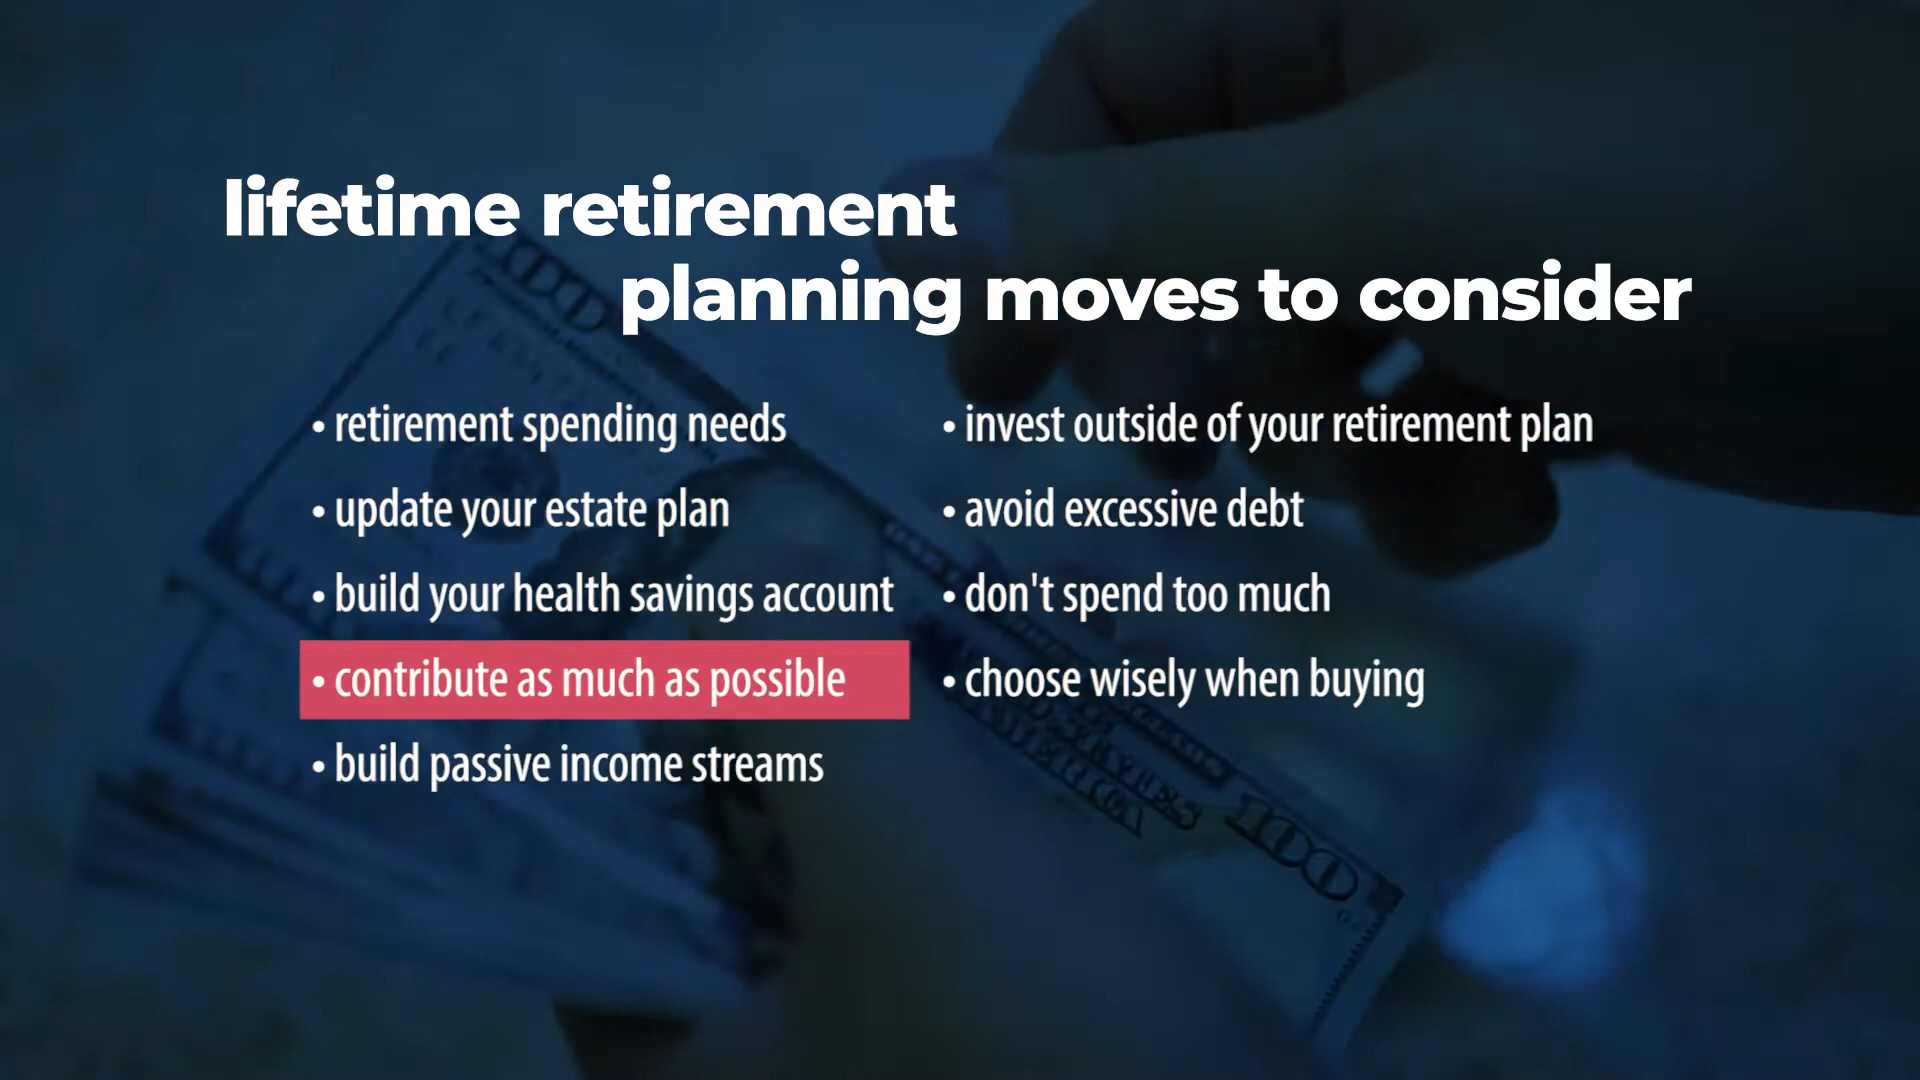 lifetime retirement
planning moves to consider
• retirement spending needs
• update your estate plan
• build your health savings account
• contribute as much as possible
• build passive income streams
• invest outside of your retirement plan
• avoid excessive debt
• don't spend too much
• choose wisely when buying
100
100